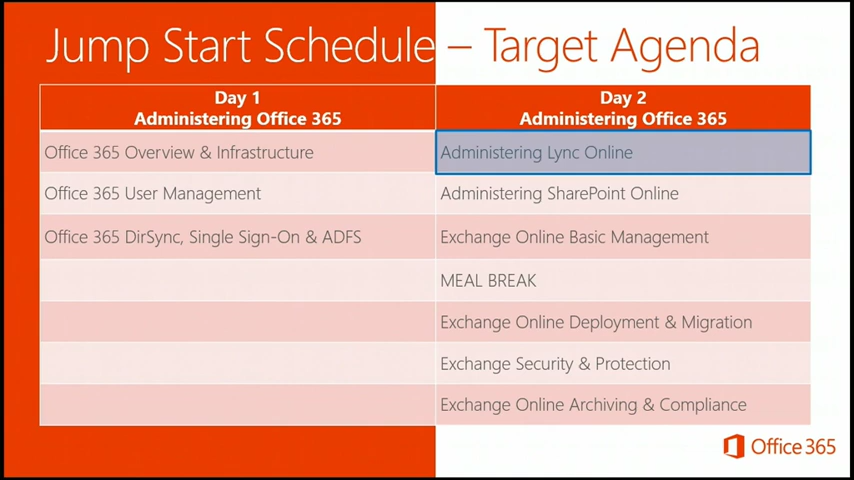 Jump Start Schedule – Target Agenda
Day 1
Administering Office 365
Day 2
Administering Office 365
Office 365 Overview & Infrastructure
Administering Lync Online
Office 365 User Management
Administering SharePoint Online
Office 365 DirSync, Single Sign-On & ADFS
Exchange Online Basic Management
MEAL BREAK
Exchange Online Deployment & Migration
Exchange Security & Protection
Exchange Online Archiving & Compliance
Office 365